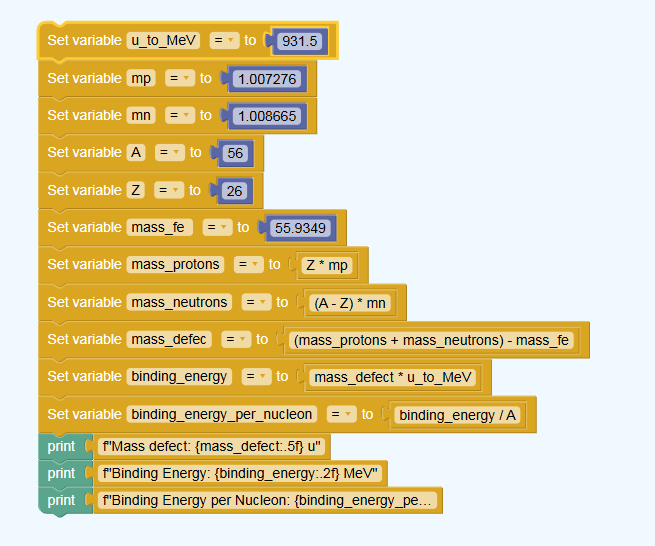 Set variable u_to_MeV = to 931.5
Set variable mp = to 1.007276
Set variable mn = to 1.008665
Set variable A = to 56
Set variable Z = to 26
Set variable mass_fe = to 55.9349
Set variable mass_protons = to Z * mp
Set variable mass_neutrons = to (A - Z) * mn
Set variable mass_defec = to (mass_protons + mass_neutrons) - mass_fe
Set variable binding_energy = to mass_defect * u_to_MeV
Set variable binding_energy_per_nucleon = to binding_energy / A
print f"Mass defect: {mass_defect:.5f} u"
print f"Binding Energy: {binding_energy:.2f} MeV"
print f"Binding Energy per Nucleon: {binding_energy_pe...